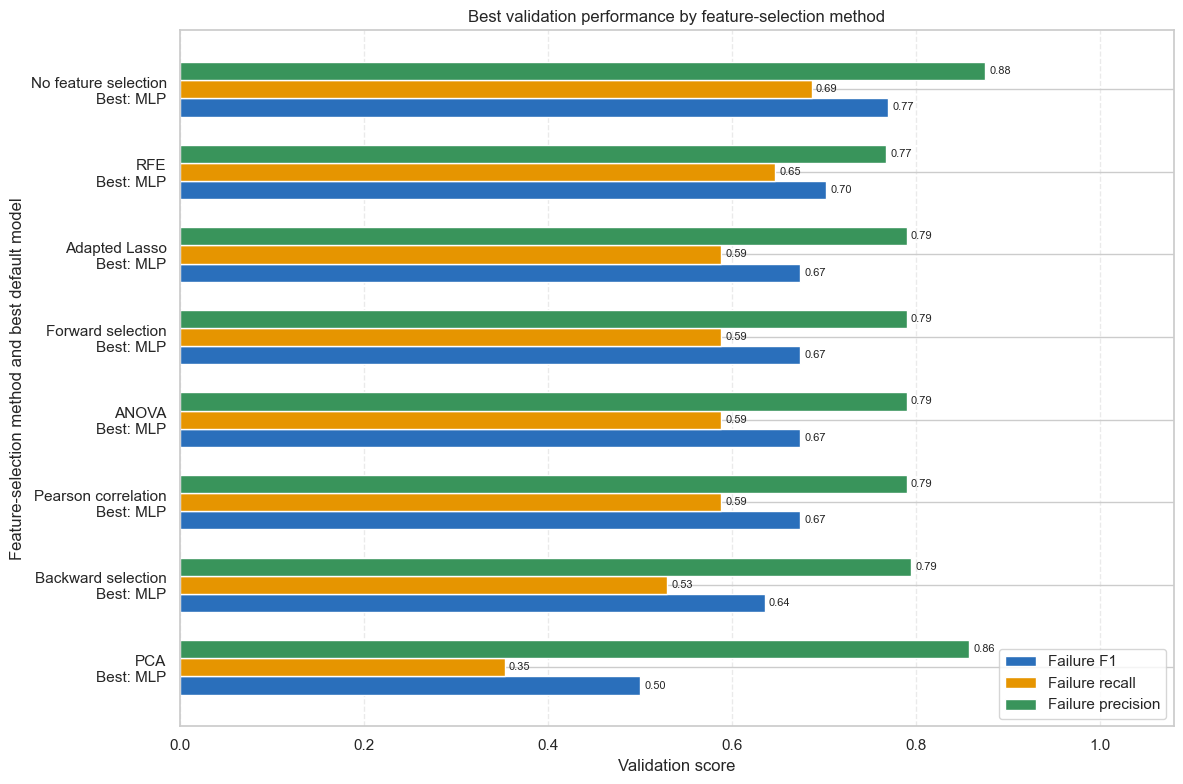 Best validation performance by feature-selection method
Feature-selection method and best default model
No feature selection
Best: MLP
0.88
0.69
0.77
RFE
Best: MLP
0.77
0.65
0.70
Adapted Lasso
Best: MLP
0.79
0.59
0.67
Forward selection
Best: MLP
0.79
0.59
0.67
ANOVA
Best: MLP
0.79
0.59
0.67
Pearson correlation
Best: MLP
0.79
0.59
0.67
Backward selection
Best: MLP
0.79
0.53
0.64
PCA
Best: MLP
0.86
0.35
0.50
Failure F1
Failure recall
Failure precision
0.0 0.2 0.4 0.6 0.8 1.0
Validation score